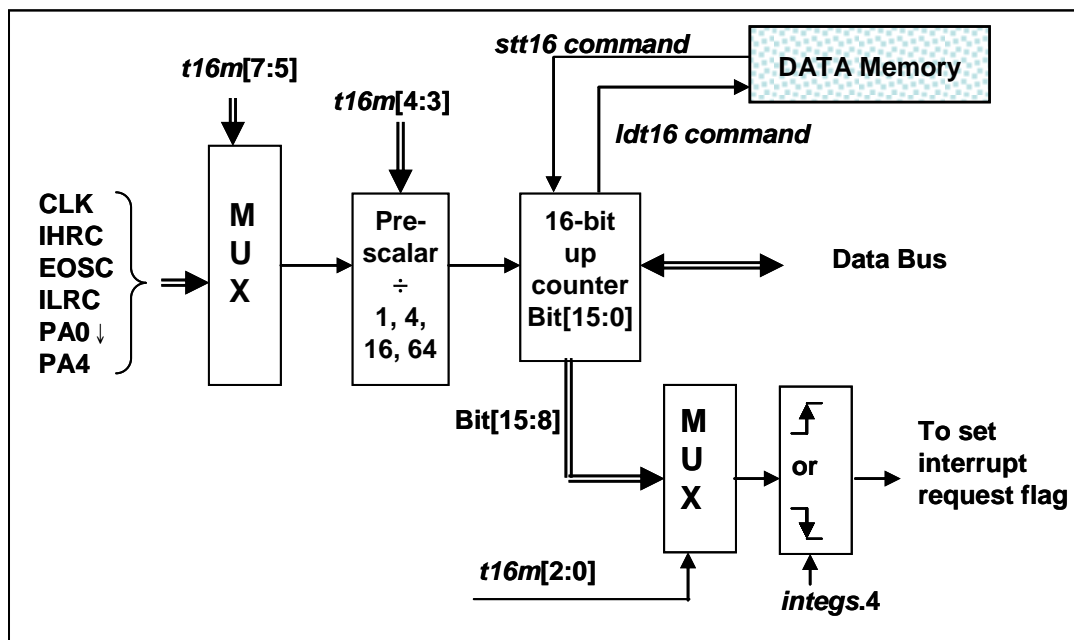 stt16 command
DATA Memory
t16m[7:5]
t16m[4:3]
ldt16 command
CLK
IHRC
EOSC
ILRC
PA0↓
PA4
M
U
X
Pre-
scalar
÷
1, 4,
16, 64
16-bit
up
counter
Bit[15:0]
Data Bus
Bit[15:8]
M
U
X
or
To set
interrupt
request flag
t16m[2:0]
integs.4